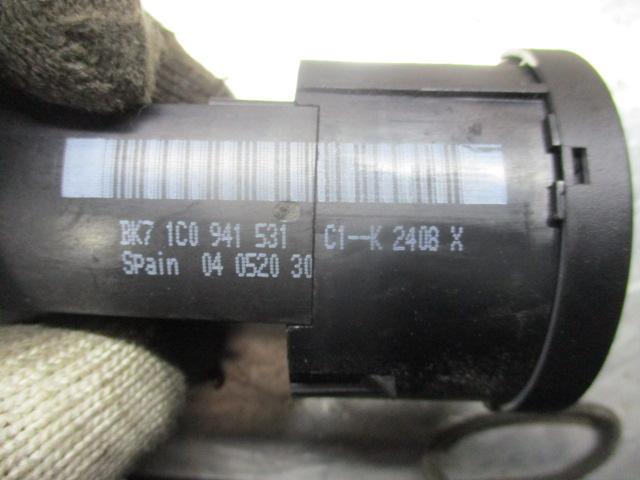 BK7 1C0 941 531 C1--K 2408 X
Spain 04 0520 30